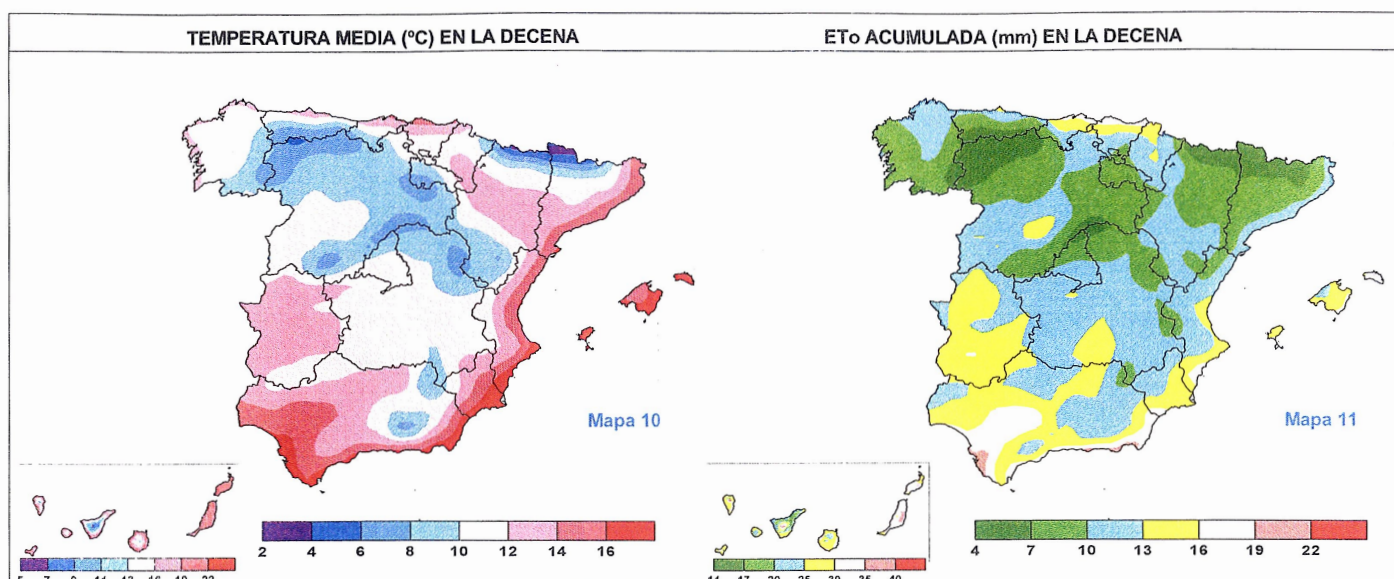 TEMPERATURA MEDIA (ºC) EN LA DECENA
ETo ACUMULADA (mm) EN LA DECENA
Mapa 10
Mapa 11
2 4 6 8 10 12 14 16
4 7 10 13 16 19 22